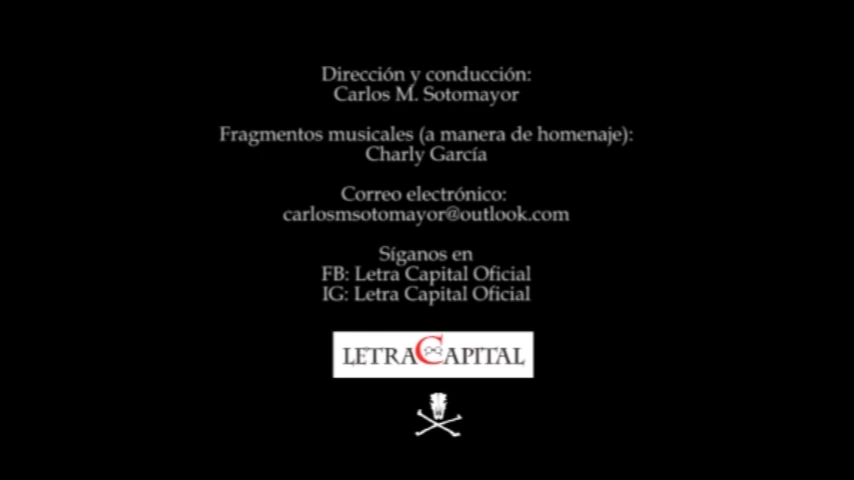 Dirección y conducción:
Carlos M. Sotomayor
Fragmentos musicales (a manera de homenaje):
Charly García
Correo electrónico:
carlosmsotomayor@outlook.com
Síganos en
FB: Letra Capital Oficial
IG: Letra Capital Oficial
LETRACAPITAL